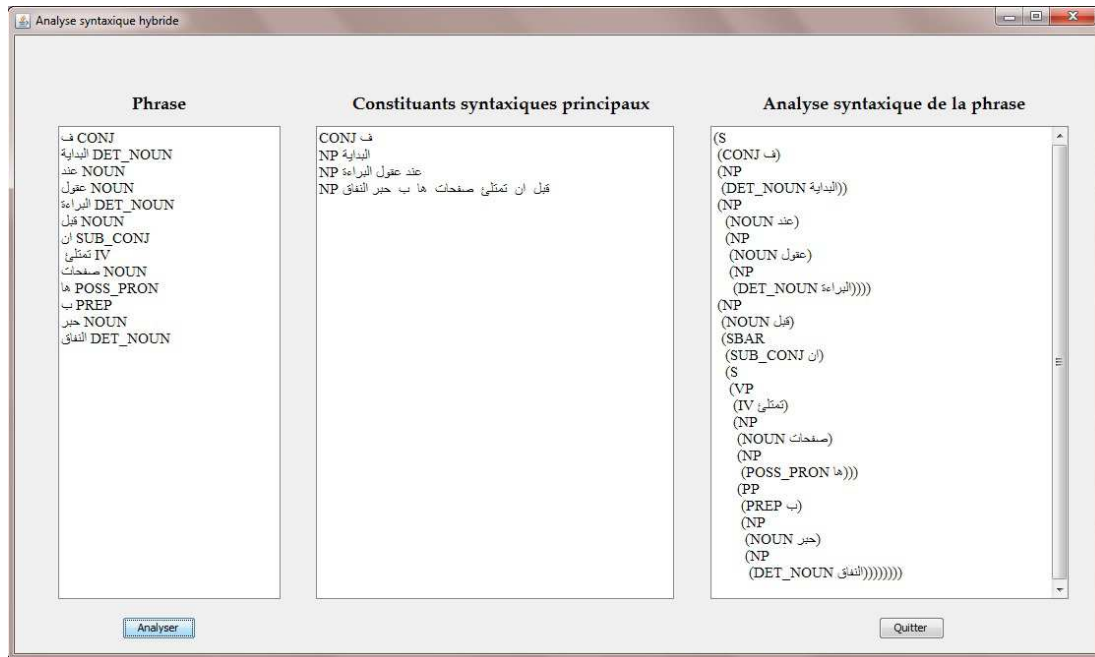 Analyse syntaxique hybride
Phrase
ف CONJ
البداية DET_NOUN
عند NOUN
عقول NOUN
البراءة DET_NOUN
قبل NOUN
ان SUB_CONJ
تمتلئ IV
صفحات NOUN
ها POSS_PRON
ب PREP
حبر NOUN
النفاق DET_NOUN
Constituants syntaxiques principaux
CONJ ف
NP البداية
NP عند عقول البراءة
NP قبل ان تمتلئ صفحات ها ب حبر النفاق
Analyse syntaxique de la phrase
(S
(CONJ ف)
(NP
(DET_NOUN البداية))
(NP
(NOUN عند)
(NP
(NOUN عقول)
(NP
(DET_NOUN البراءة))))
(NP
(NOUN قبل)
(SBAR
(SUB_CONJ ان)
(S
(VP
(IV تمتلئ)
(NP
(NOUN صفحات)
(NP
(POSS_PRON ها)))
(PP
(PREP ب)
(NP
(NOUN حبر)
(NP
(DET_NOUN النفاق)))))))))
Analyser
Quitter